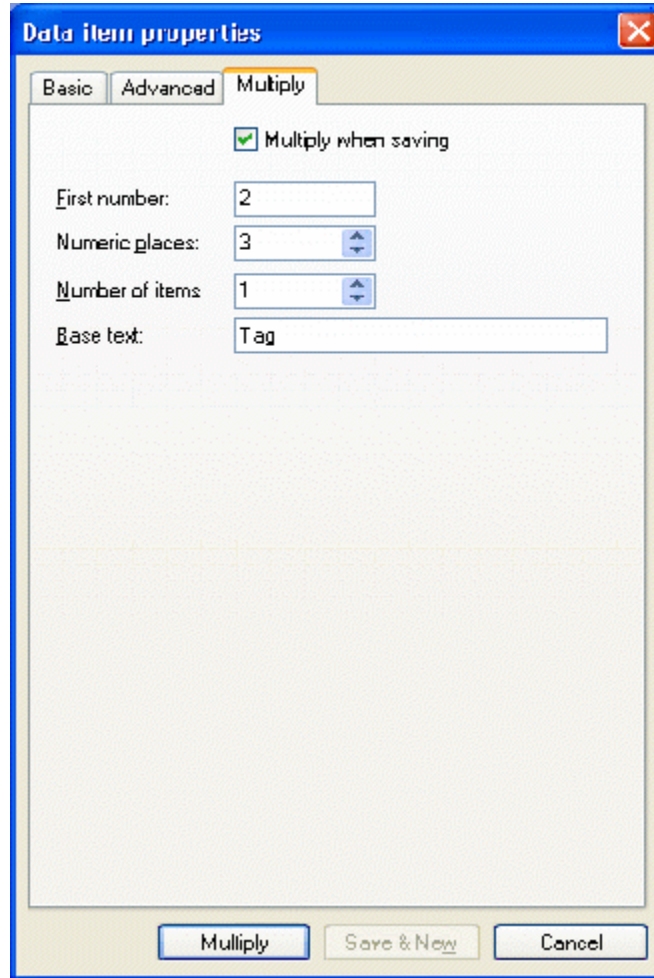 Data item properties
Basic Advanced Multiply
Multiply when saving
First number: 2
Numeric places: 3
Number of items 1
Base text: Tag
Multiply Save & New Cancel